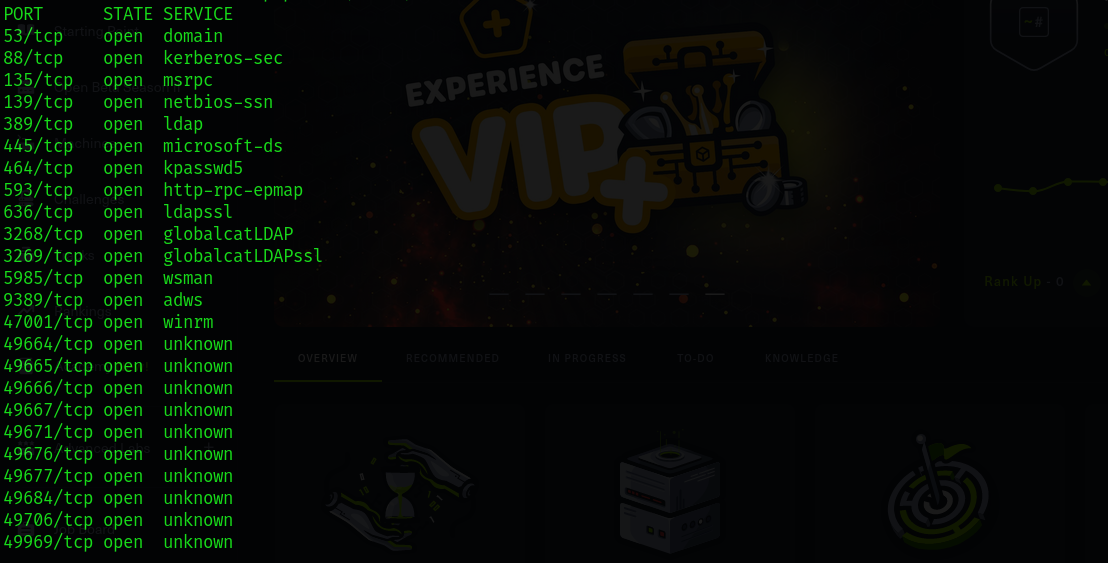 PORT      STATE SERVICE
53/tcp    open  domain
88/tcp    open  kerberos-sec
135/tcp   open  msrpc
139/tcp   open  netbios-ssn
389/tcp   open  ldap
445/tcp   open  microsoft-ds
464/tcp   open  kpasswd5
593/tcp   open  http-rpc-epmap
636/tcp   open  ldapssl
3268/tcp  open  globalcatLDAP
3269/tcp  open  globalcatLDAPssl
5985/tcp  open  wsman
9389/tcp  open  adws
47001/tcp open  winrm
49664/tcp open  unknown
49665/tcp open  unknown
49666/tcp open  unknown
49667/tcp open  unknown
49671/tcp open  unknown
49676/tcp open  unknown
49677/tcp open  unknown
49684/tcp open  unknown
49706/tcp open  unknown
49969/tcp open  unknown
~#
EXPERIENCE
VIP+
Rank Up - 0
OVERVIEW RECOMMENDED IN PROGRESS TO-DO KNOWLEDGE